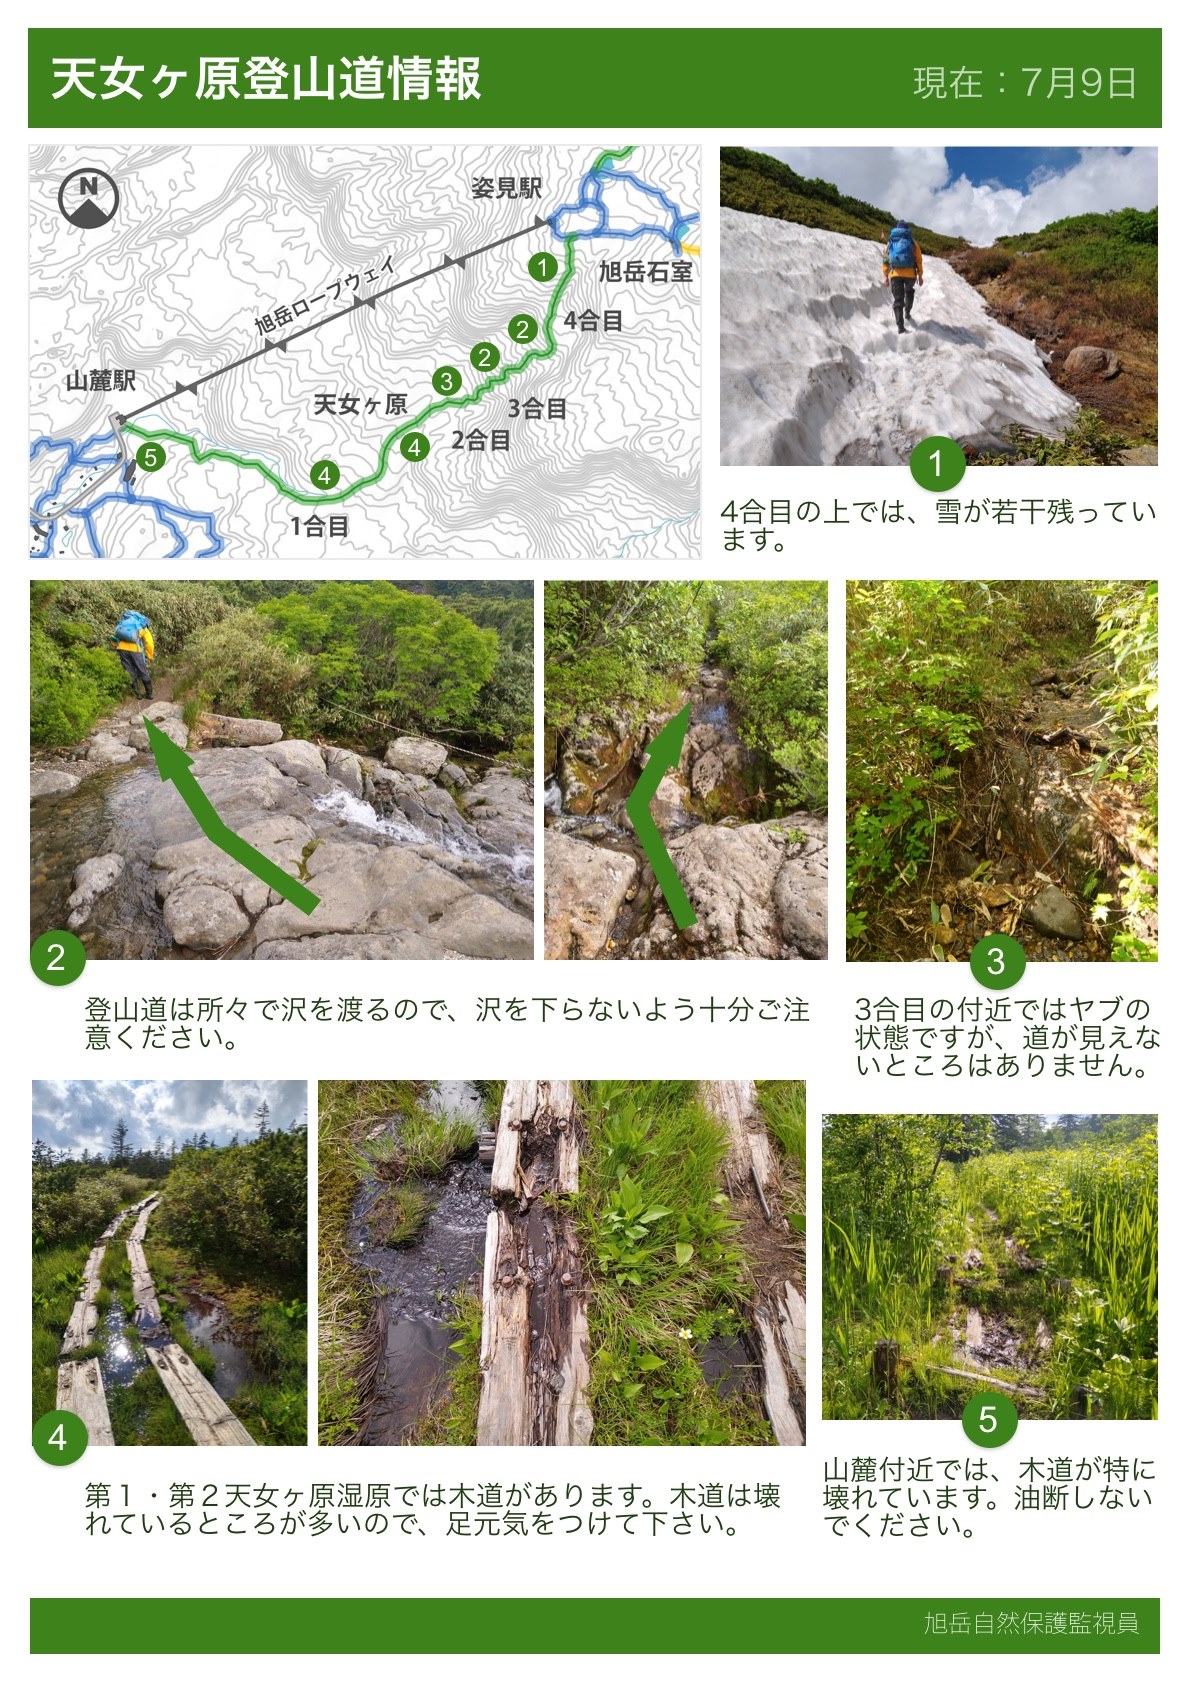 天女ヶ原登山道情報
現在：7月9日
N
姿見駅
旭岳石室
旭岳ロープウェイ
1
4合目
2
2
山麓駅
3
天女ヶ原
3合目
4
2合目
5
4
1合目
1
4合目の上では、雪が若干残ってい
ます。
2
登山道は所々で沢を渡るので、沢を下らないよう十分ご注
意ください。
3
3合目の付近ではヤブの
状態ですが、道が見えな
いところはありません。
4
第１・第２天女ヶ原湿原では木道があります。木道は壊
れているところが多いので、足元気をつけて下さい。
5
山麓付近では、木道が特に
壊れています。油断しない
でください。
旭岳自然保護監視員